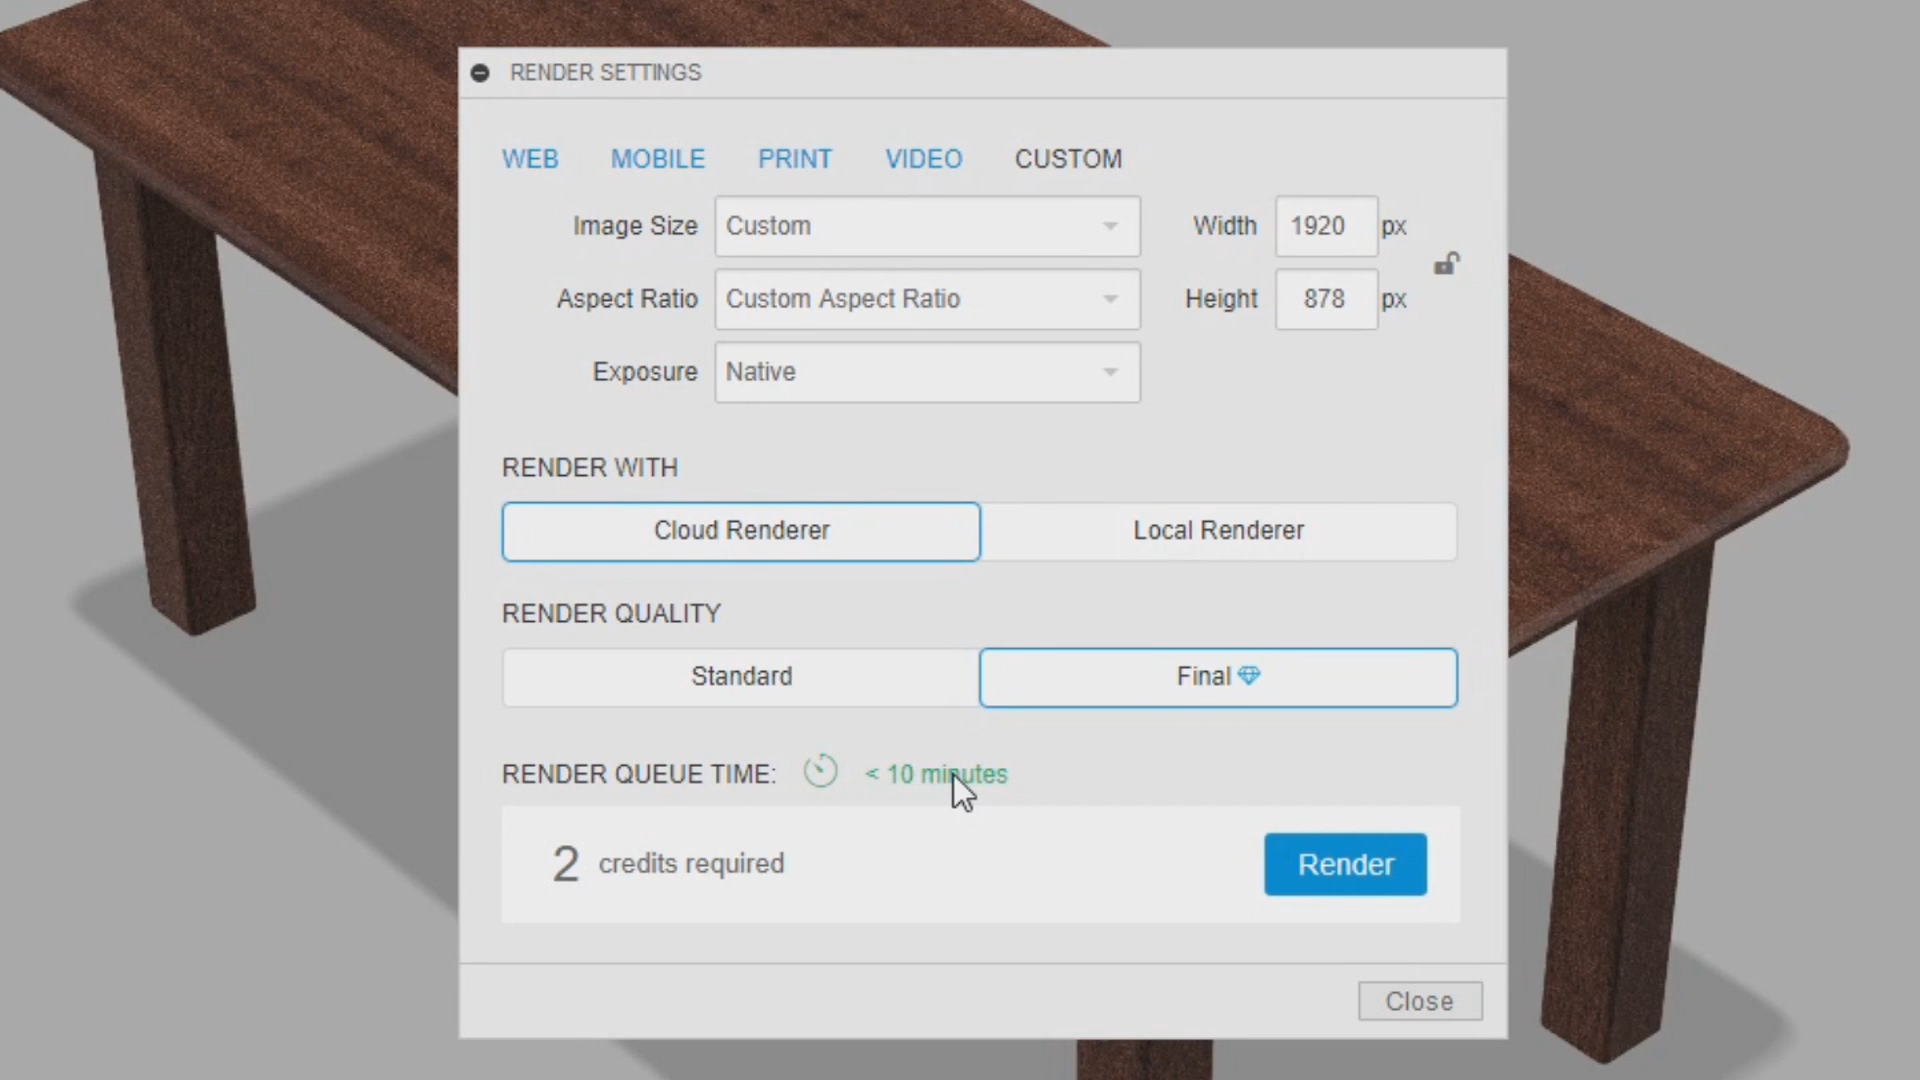 RENDER SETTINGS
WEB MOBILE PRINT VIDEO CUSTOM
Image Size Custom Width 1920 px
Aspect Ratio Custom Aspect Ratio Height 878 px
Exposure Native
RENDER WITH
Cloud Renderer Local Renderer
RENDER QUALITY
Standard Final
RENDER QUEUE TIME: < 10 minutes
2 credits required Render
Close